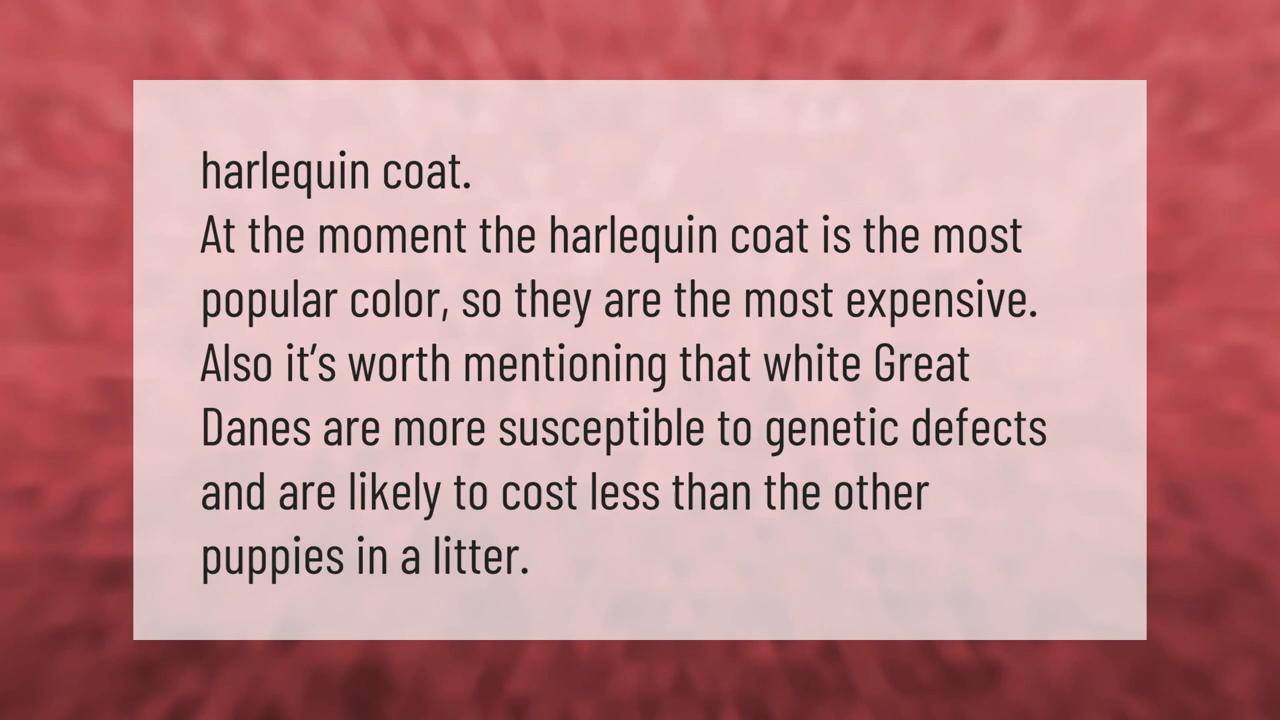 harlequin coat.
At the moment the harlequin coat is the most
popular color, so they are the most expensive.
Also it’s worth mentioning that white Great
Danes are more susceptible to genetic defects
and are likely to cost less than the other
puppies in a litter.